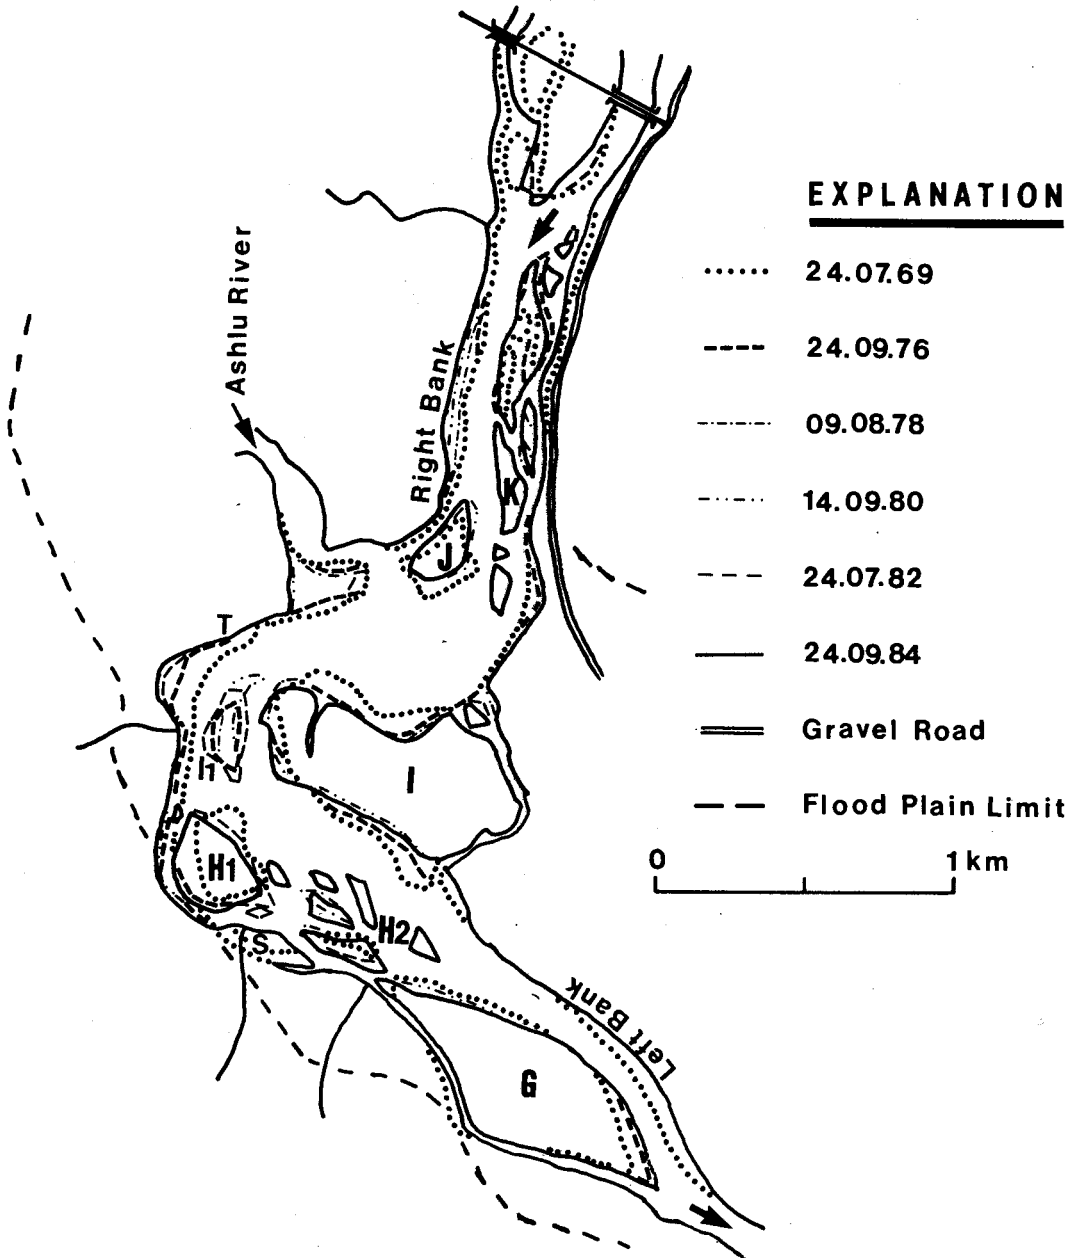 EXPLANATION
24.07.69
24.09.76
09.08.78
14.09.80
24.07.82
24.09.84
Gravel Road
Flood Plain Limit
0 1 km
Ashlu River
Right Bank
K
J
T
I1
I
H1
H2
S
Left Bank
G